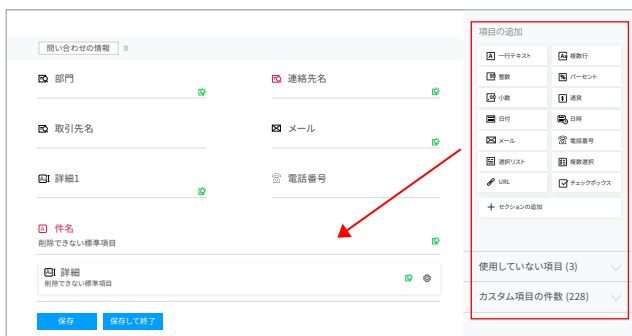 問い合わせの情報
部門
連絡先名
取引先名
メール
詳細1
電話番号
件名
削除できない標準項目
詳細
削除できない標準項目
保存
保存して終了
項目の追加
一行テキスト
複数行
整数
パーセント
小数
通貨
日付
日時
メール
電話番号
選択リスト
複数選択
URL
チェックボックス
セクションの追加
使用していない項目 (3)
カスタム項目の件数 (228)